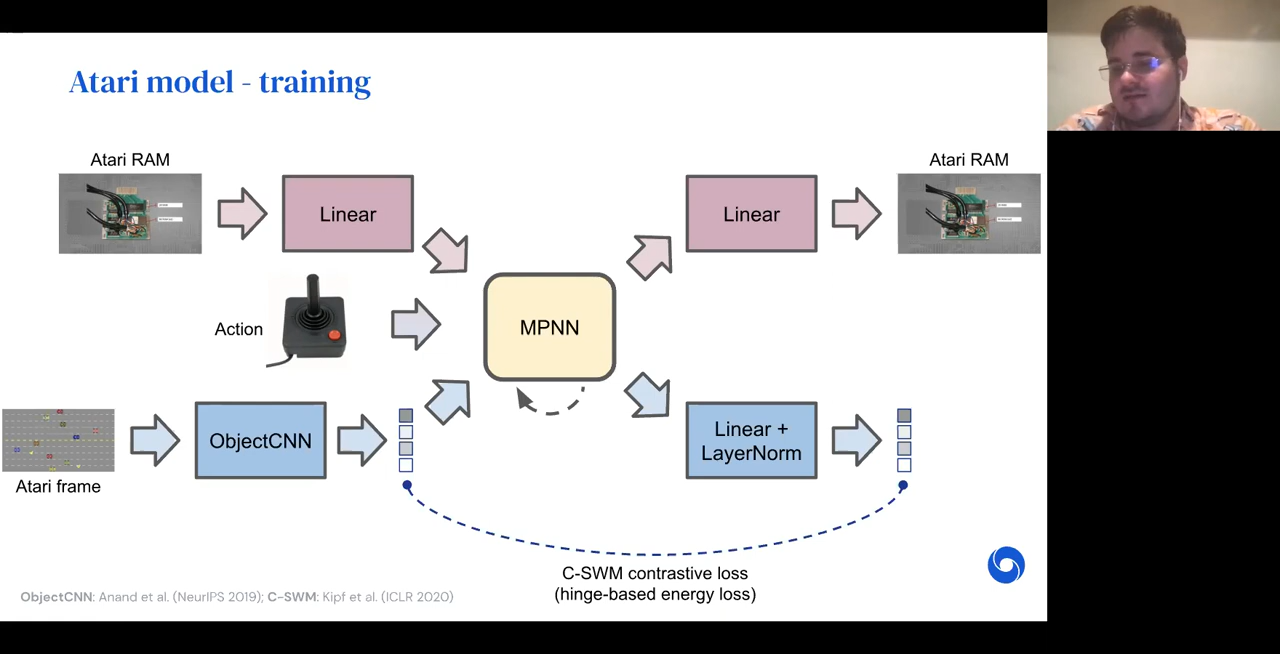 Atari model - training
Atari RAM
Atari RAM
Linear
Linear
Action
MPNN
ObjectCNN
Linear +
LayerNorm
Atari frame
C-SWM contrastive loss
(hinge-based energy loss)
ObjectCNN: Anand et al. (NeurIPS 2019); C-SWM: Kipf et al. (ICLR 2020)